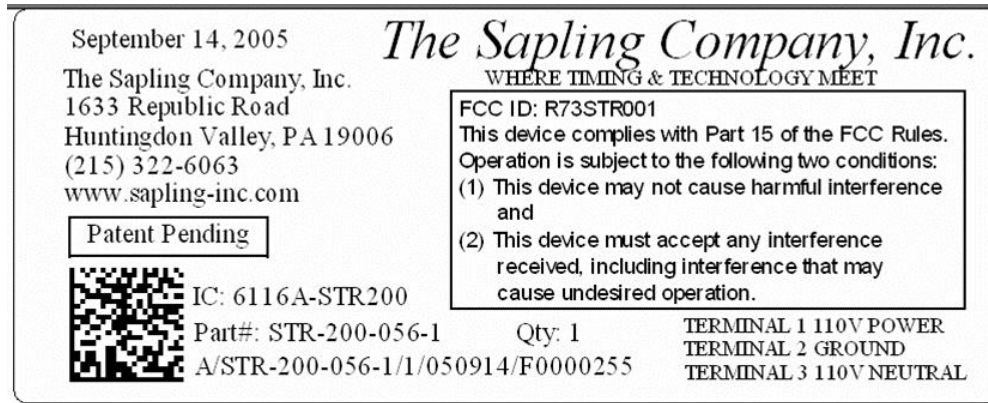 September 14, 2005
The Sapling Company, Inc.
1633 Republic Road
Huntingdon Valley, PA 19006
(215) 322-6063
www.sapling-inc.com
Patent Pending
The Sapling Company, Inc.
WHERE TIMING & TECHNOLOGY MEET
FCC ID: R73STR001
This device complies with Part 15 of the FCC Rules.
Operation is subject to the following two conditions:
(1) This device may not cause harmful interference
and
(2) This device must accept any interference
received, including interference that may
cause undesired operation.
IC: 6116A-STR200
Part#: STR-200-056-1 Qty: 1
A/STR-200-056-1/1/050914/F0000255
TERMINAL 1 110V POWER
TERMINAL 2 GROUND
TERMINAL 3 110V NEUTRAL